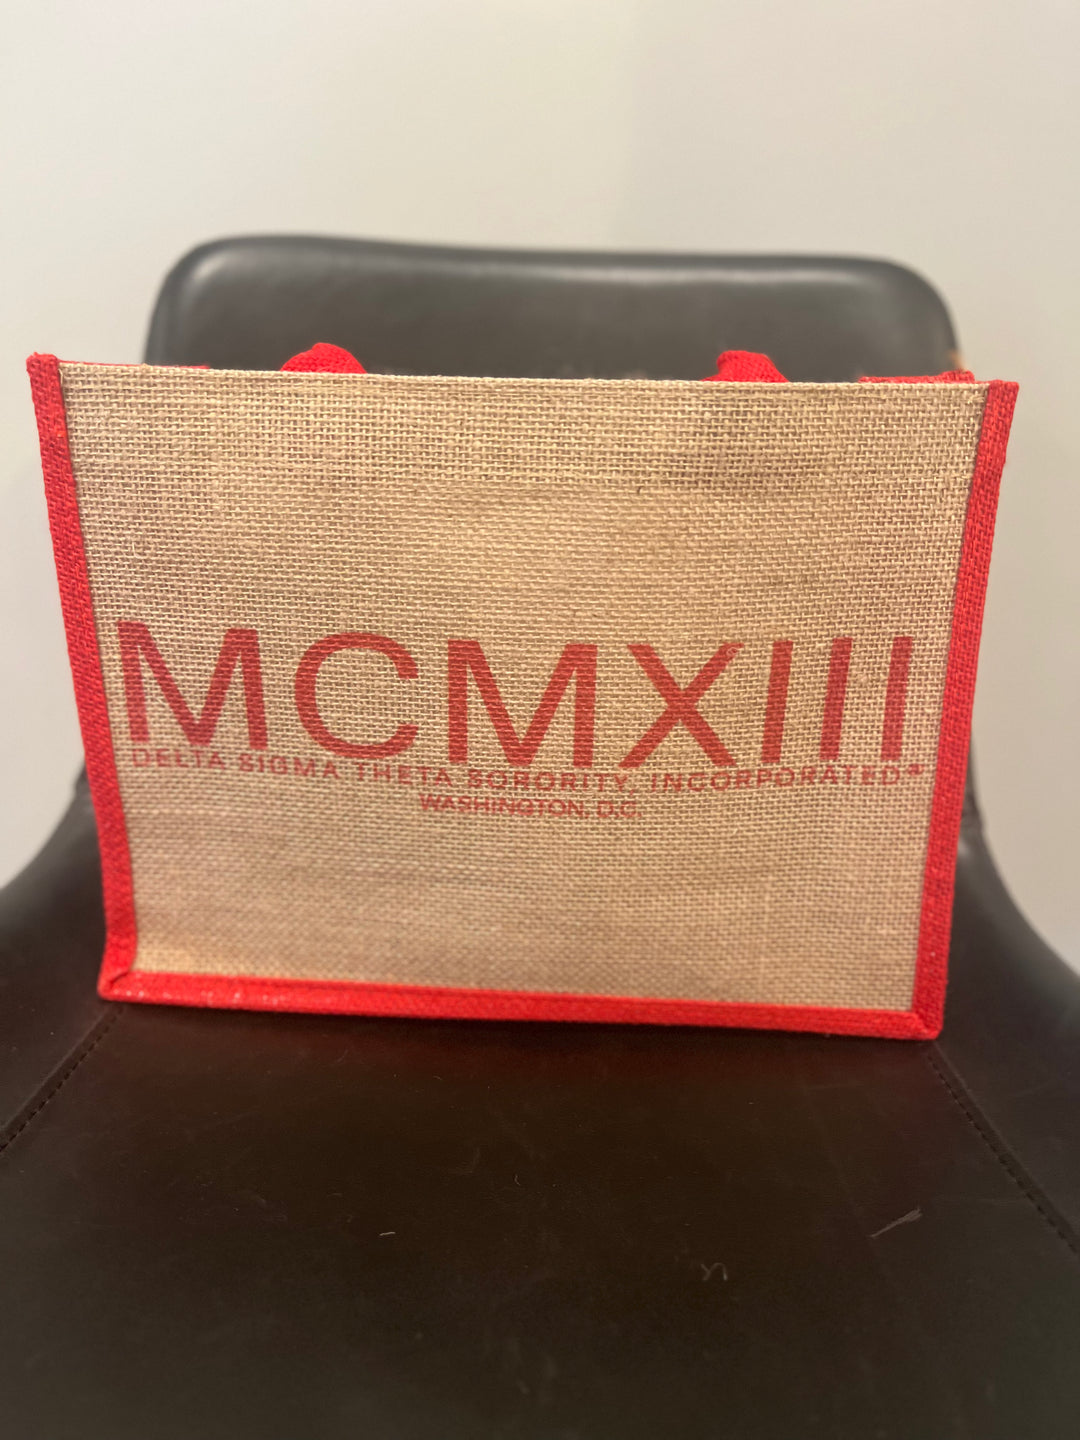 MCMXIII
DELTA SIGMA THETA SORORITY, INCORPORATED®
WASHINGTON, D.C.